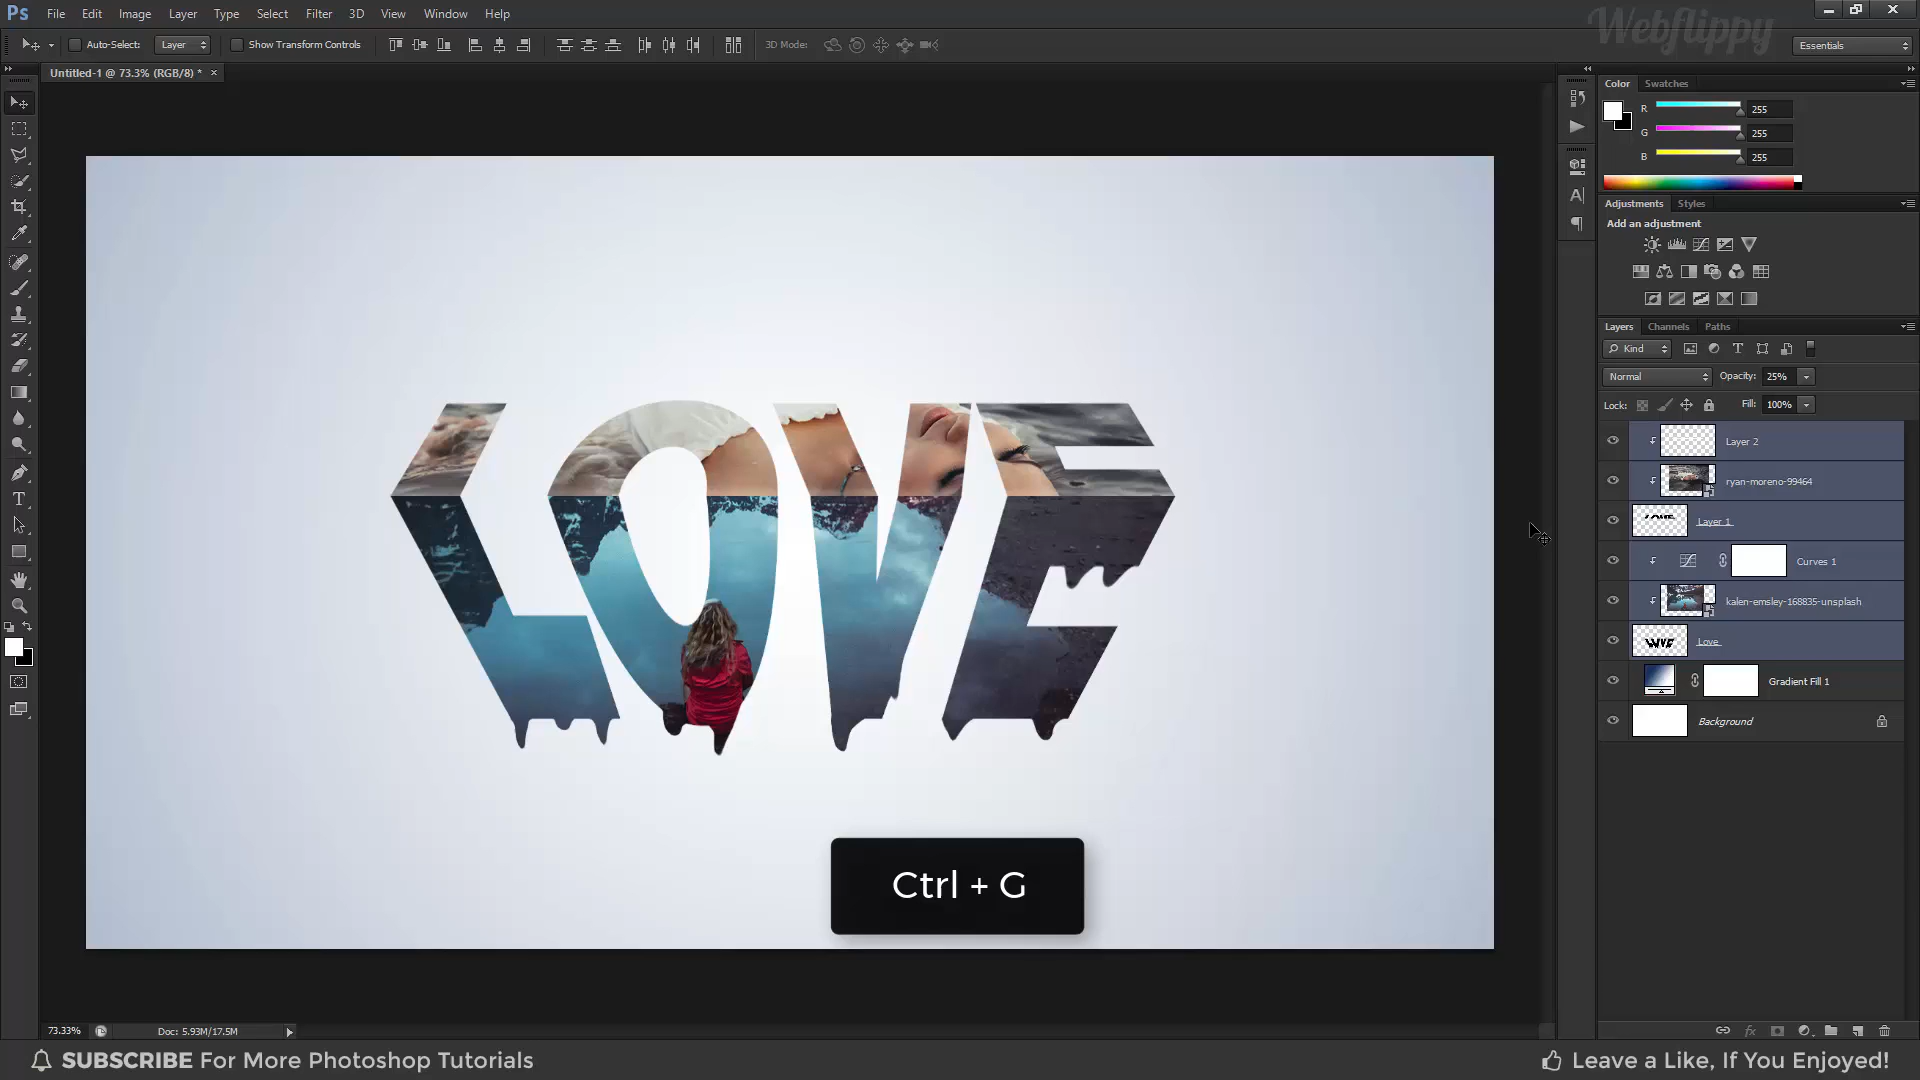 Ps File Edit Image Layer Type Select Filter 3D View Window Help
Webflippy
Auto-Select: Layer Show Transform Controls 3D Mode: Essentials
Untitled-1 @ 73.3% (RGB/8) * ×
Color Swatches
R 255
G 255
B 255
Adjustments Styles
Add an adjustment
Layers Channels Paths
Kind
Normal Opacity: 25%
Lock: Fill: 100%
Layer 2
ryan-moreno-99464
Layer 1
Curves 1
kalen-emsley-168835-unsplash
Love
Gradient Fill 1
Background
LOVE
Ctrl + G
73.33% Doc: 5.93M/17.5M
SUBSCRIBE For More Photoshop Tutorials
Leave a Like, If You Enjoyed!